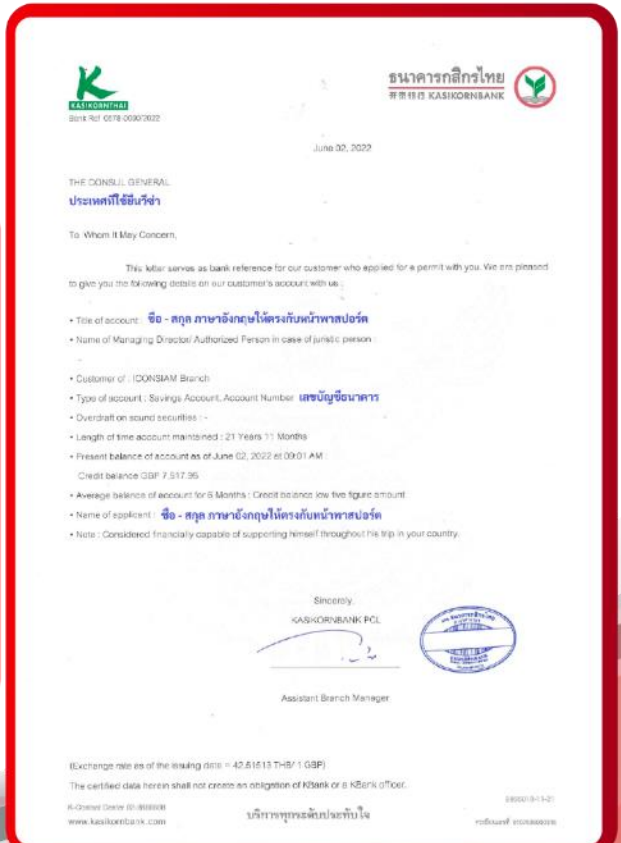 KASIKORNTHAI
Bank Ref. 0578-0090/2022
ธนาคารกสิกรไทย
KASIKORNBANK
June 02, 2022
THE CONSUL GENERAL
ประเทศที่ใช้ยื่นวีซ่า
To Whom It May Concern,
This letter serves as bank reference for our customer who applied for a permit with you. We are pleased
to give you the following details on our customer's account with us :
• Title of account : ชื่อ - สกุล ภาษาอังกฤษให้ตรงกับหน้าพาสปอร์ต
• Name of Managing Director/ Authorized Person in case of juristic person
-
• Customer of : ICONSIAM Branch
• Type of account : Savings Account, Account Number เลขบัญชีธนาคาร
• Overdraft on sound securities : -
• Length of time account maintained : 21 Years 11 Months
• Present balance of account as of June 02, 2022 at 09:01 AM
Credit balance GBP 7,517.95
• Average balance of account for 6 Months : Credit balance low five figure amount
• Name of applicant : ชื่อ - สกุล ภาษาอังกฤษให้ตรงกับหน้าพาสปอร์ต
• Note : Considered financially capable of supporting himself throughout his trip in your country.
Sincerely,
KASIKORNBANK PCL
Assistant Branch Manager
(Exchange rate as of the issuing date = 42.51513 THB/ 1 GBP)
The certified data herein shall not create an obligation of KBank or a KBank officer.
K-Contact Center 02-8888888
www.kasikornbank.com
บริการทุกระดับประทับใจ